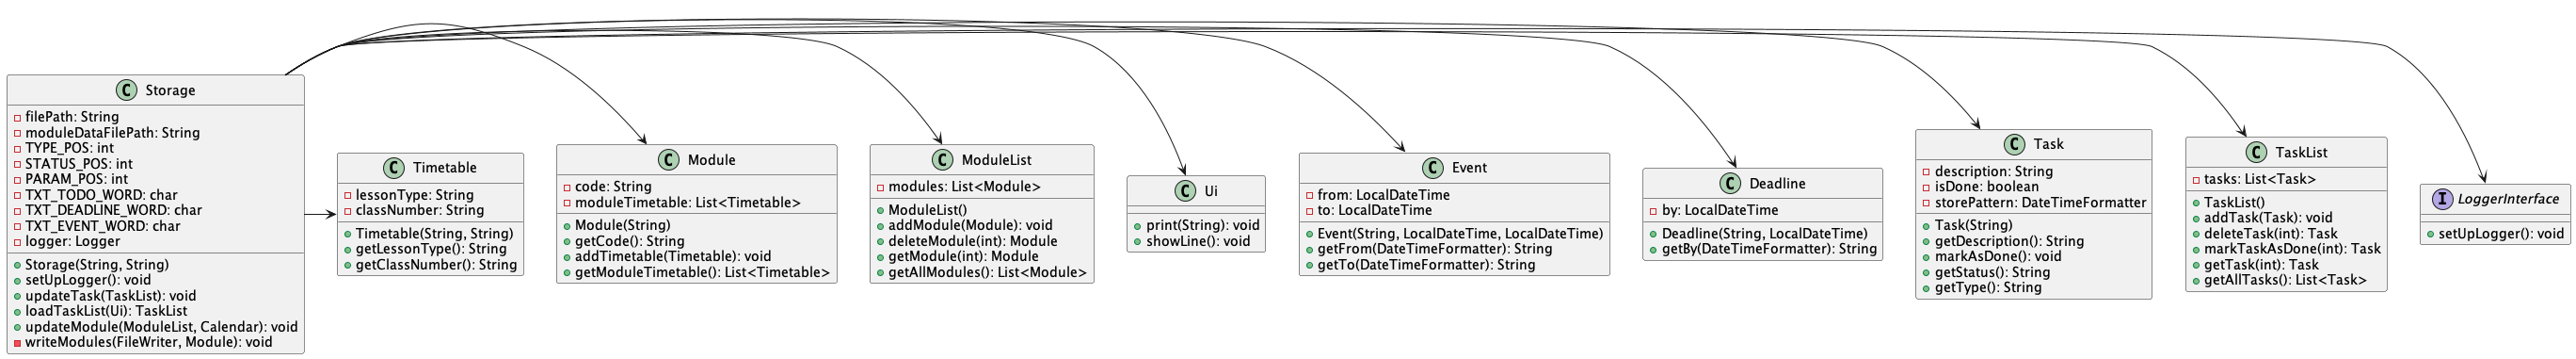 C Storage
filePath: String
moduleDataFilePath: String
TYPE_POS: int
STATUS_POS: int
PARAM_POS: int
TXT_TODO_WORD: char
TXT_DEADLINE_WORD: char
TXT_EVENT_WORD: char
logger: Logger
Storage(String, String)
setUpLogger(): void
updateTask(TaskList): void
loadTaskList(Ui): TaskList
updateModule(ModuleList, Calendar): void
writeModules(FileWriter, Module): void
C Timetable
lessonType: String
classNumber: String
Timetable(String, String)
getLessonType(): String
getClassNumber(): String
C Module
code: String
moduleTimetable: List<Timetable>
Module(String)
getCode(): String
addTimetable(Timetable): void
getModuleTimetable(): List<Timetable>
C ModuleList
modules: List<Module>
ModuleList()
addModule(Module): void
deleteModule(int): Module
getModule(int): Module
getAllModules(): List<Module>
C Ui
print(String): void
showLine(): void
C Event
from: LocalDateTime
to: LocalDateTime
Event(String, LocalDateTime, LocalDateTime)
getFrom(DateTimeFormatter): String
getTo(DateTimeFormatter): String
C Deadline
by: LocalDateTime
Deadline(String, LocalDateTime)
getBy(DateTimeFormatter): String
C Task
description: String
isDone: boolean
storePattern: DateTimeFormatter
Task(String)
getDescription(): String
markAsDone(): void
getStatus(): String
getType(): String
C TaskList
tasks: List<Task>
TaskList()
addTask(Task): void
deleteTask(int): Task
markTaskAsDone(int): Task
getTask(int): Task
getAllTasks(): List<Task>
I LoggerInterface
setUpLogger(): void